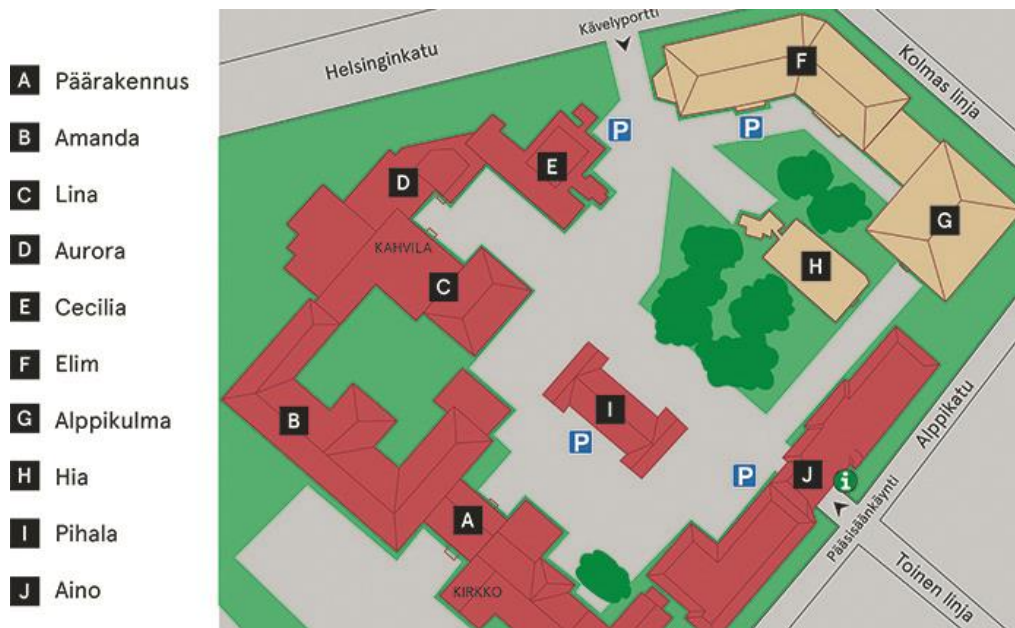 A Päärakennus
B Amanda
C Lina
D Aurora
E Cecilia
F Elim
G Alppikulma
H Hia
I Pihala
J Aino
Kävelyportti
Helsinginkatu
Kolmas linja
F
P
P
E
D
G
KAHVILA
H
C
I
B
P
P
J
i
Alppikatu
Pääsisäänkäynti
A
Toinen linja
KIRKKO